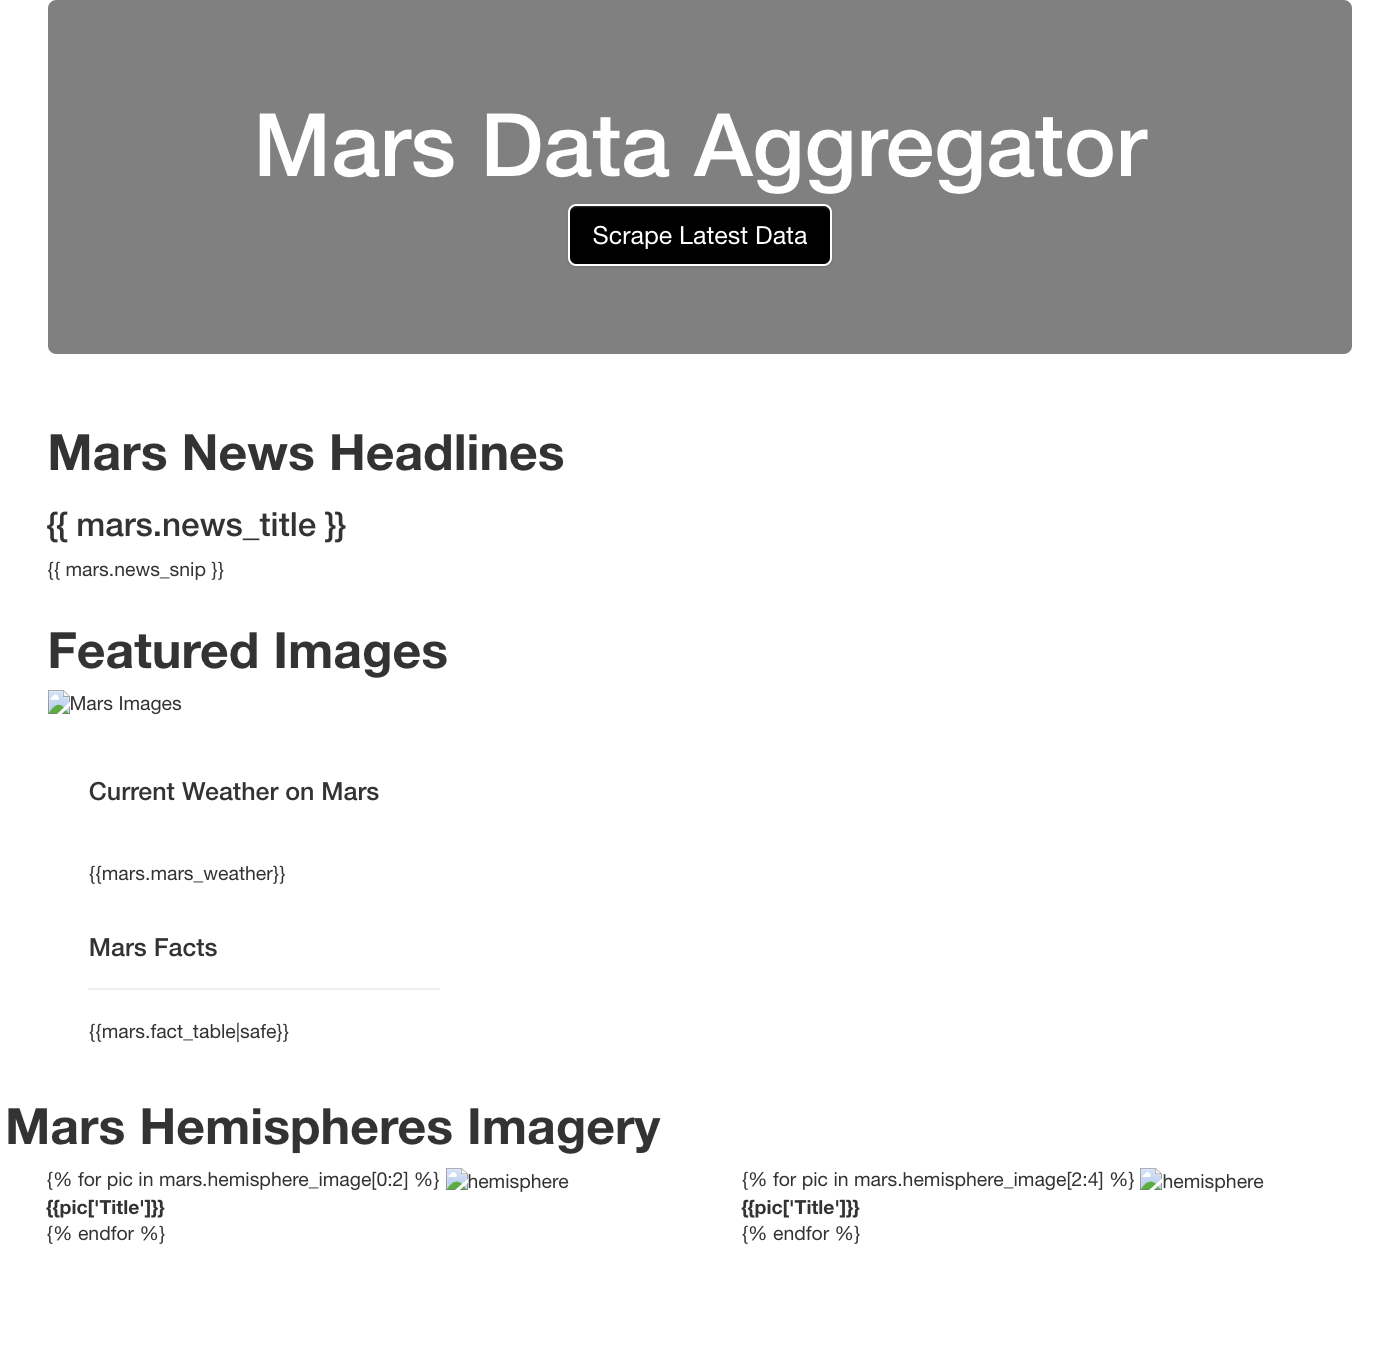 Mars Data Aggregator
Scrape Latest Data
Mars News Headlines
{{ mars.news_title }}
{{ mars.news_snip }}
Featured Images
Mars Images
Current Weather on Mars
{{mars.mars_weather}}
Mars Facts
{{mars.fact_table|safe}}
Mars Hemispheres Imagery
{% for pic in mars.hemisphere_image[0:2] %} hemisphere
{{pic['Title']}}
{% endfor %}
{% for pic in mars.hemisphere_image[2:4] %} hemisphere
{{pic['Title']}}
{% endfor %}